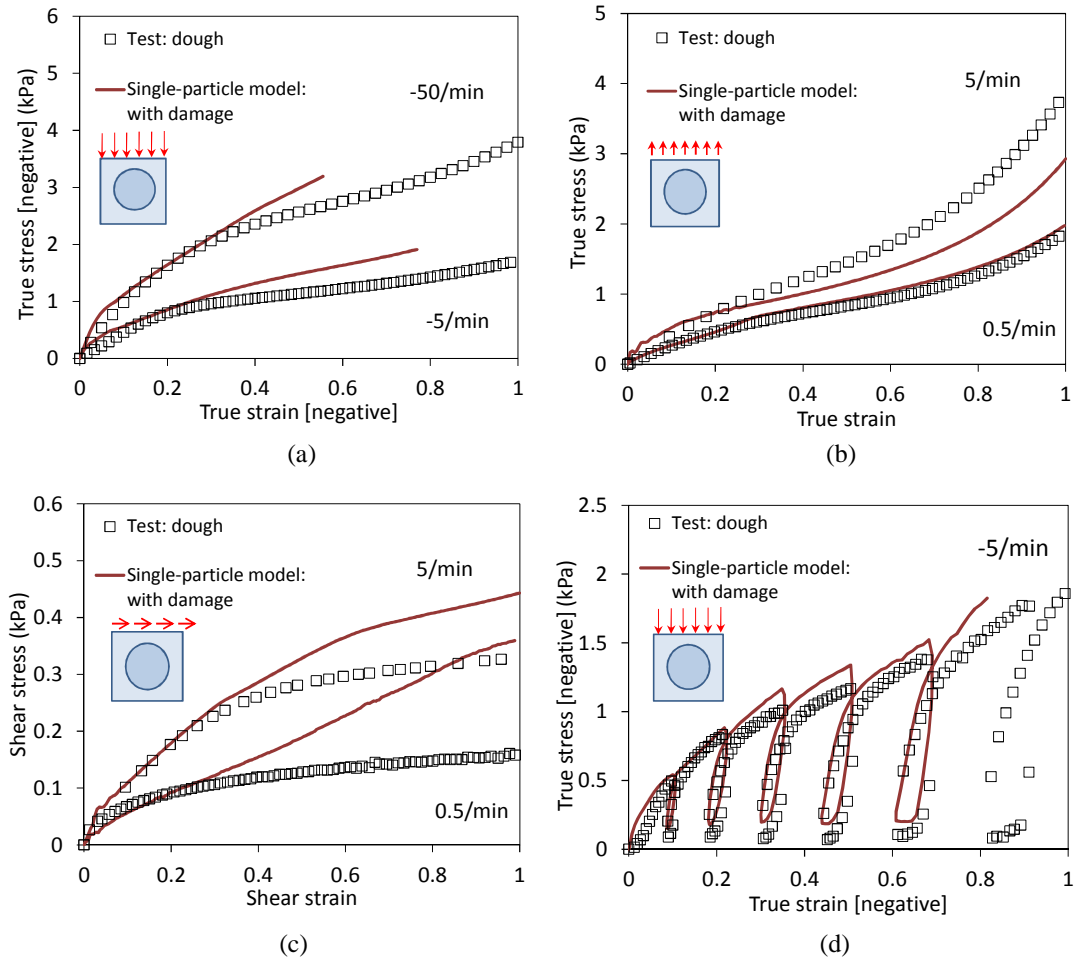 6
5
4
3
2
1
0
True stress [negative] (kPa)
Test: dough
Single-particle model:
with damage
-50/min
-5/min
0 0.2 0.4 0.6 0.8 1
True strain [negative]
(a)
5
4
3
2
1
0
True stress (kPa)
Test: dough
Single-particle model:
with damage
5/min
0.5/min
0 0.2 0.4 0.6 0.8 1
True strain
(b)
0.6
0.5
0.4
0.3
0.2
0.1
0
Shear stress (kPa)
Test: dough
Single-particle model:
with damage
5/min
0.5/min
0 0.2 0.4 0.6 0.8 1
Shear strain
(c)
2.5
2
1.5
1
0.5
0
True stress [negative] (kPa)
Test: dough
Single-particle model:
with damage
-5/min
0 0.2 0.4 0.6 0.8 1
True strain [negative]
(d)